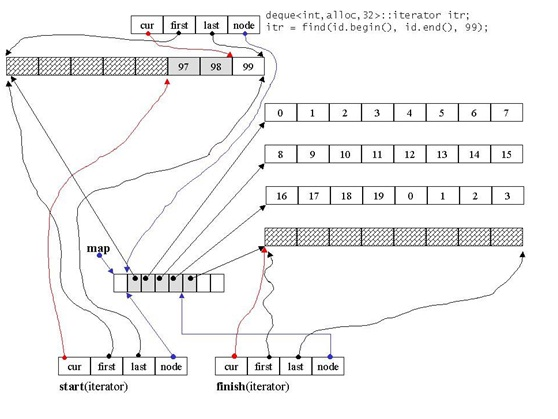 cur first last node
deque<int,alloc,32>::iterator itr;
itr = find(id.begin(), id.end(), 99);
97 98 99
0 1 2 3 4 5 6 7
8 9 10 11 12 13 14 15
16 17 18 19 0 1 2 3
map
cur first last node
start(iterator)
cur first last node
finish(iterator)